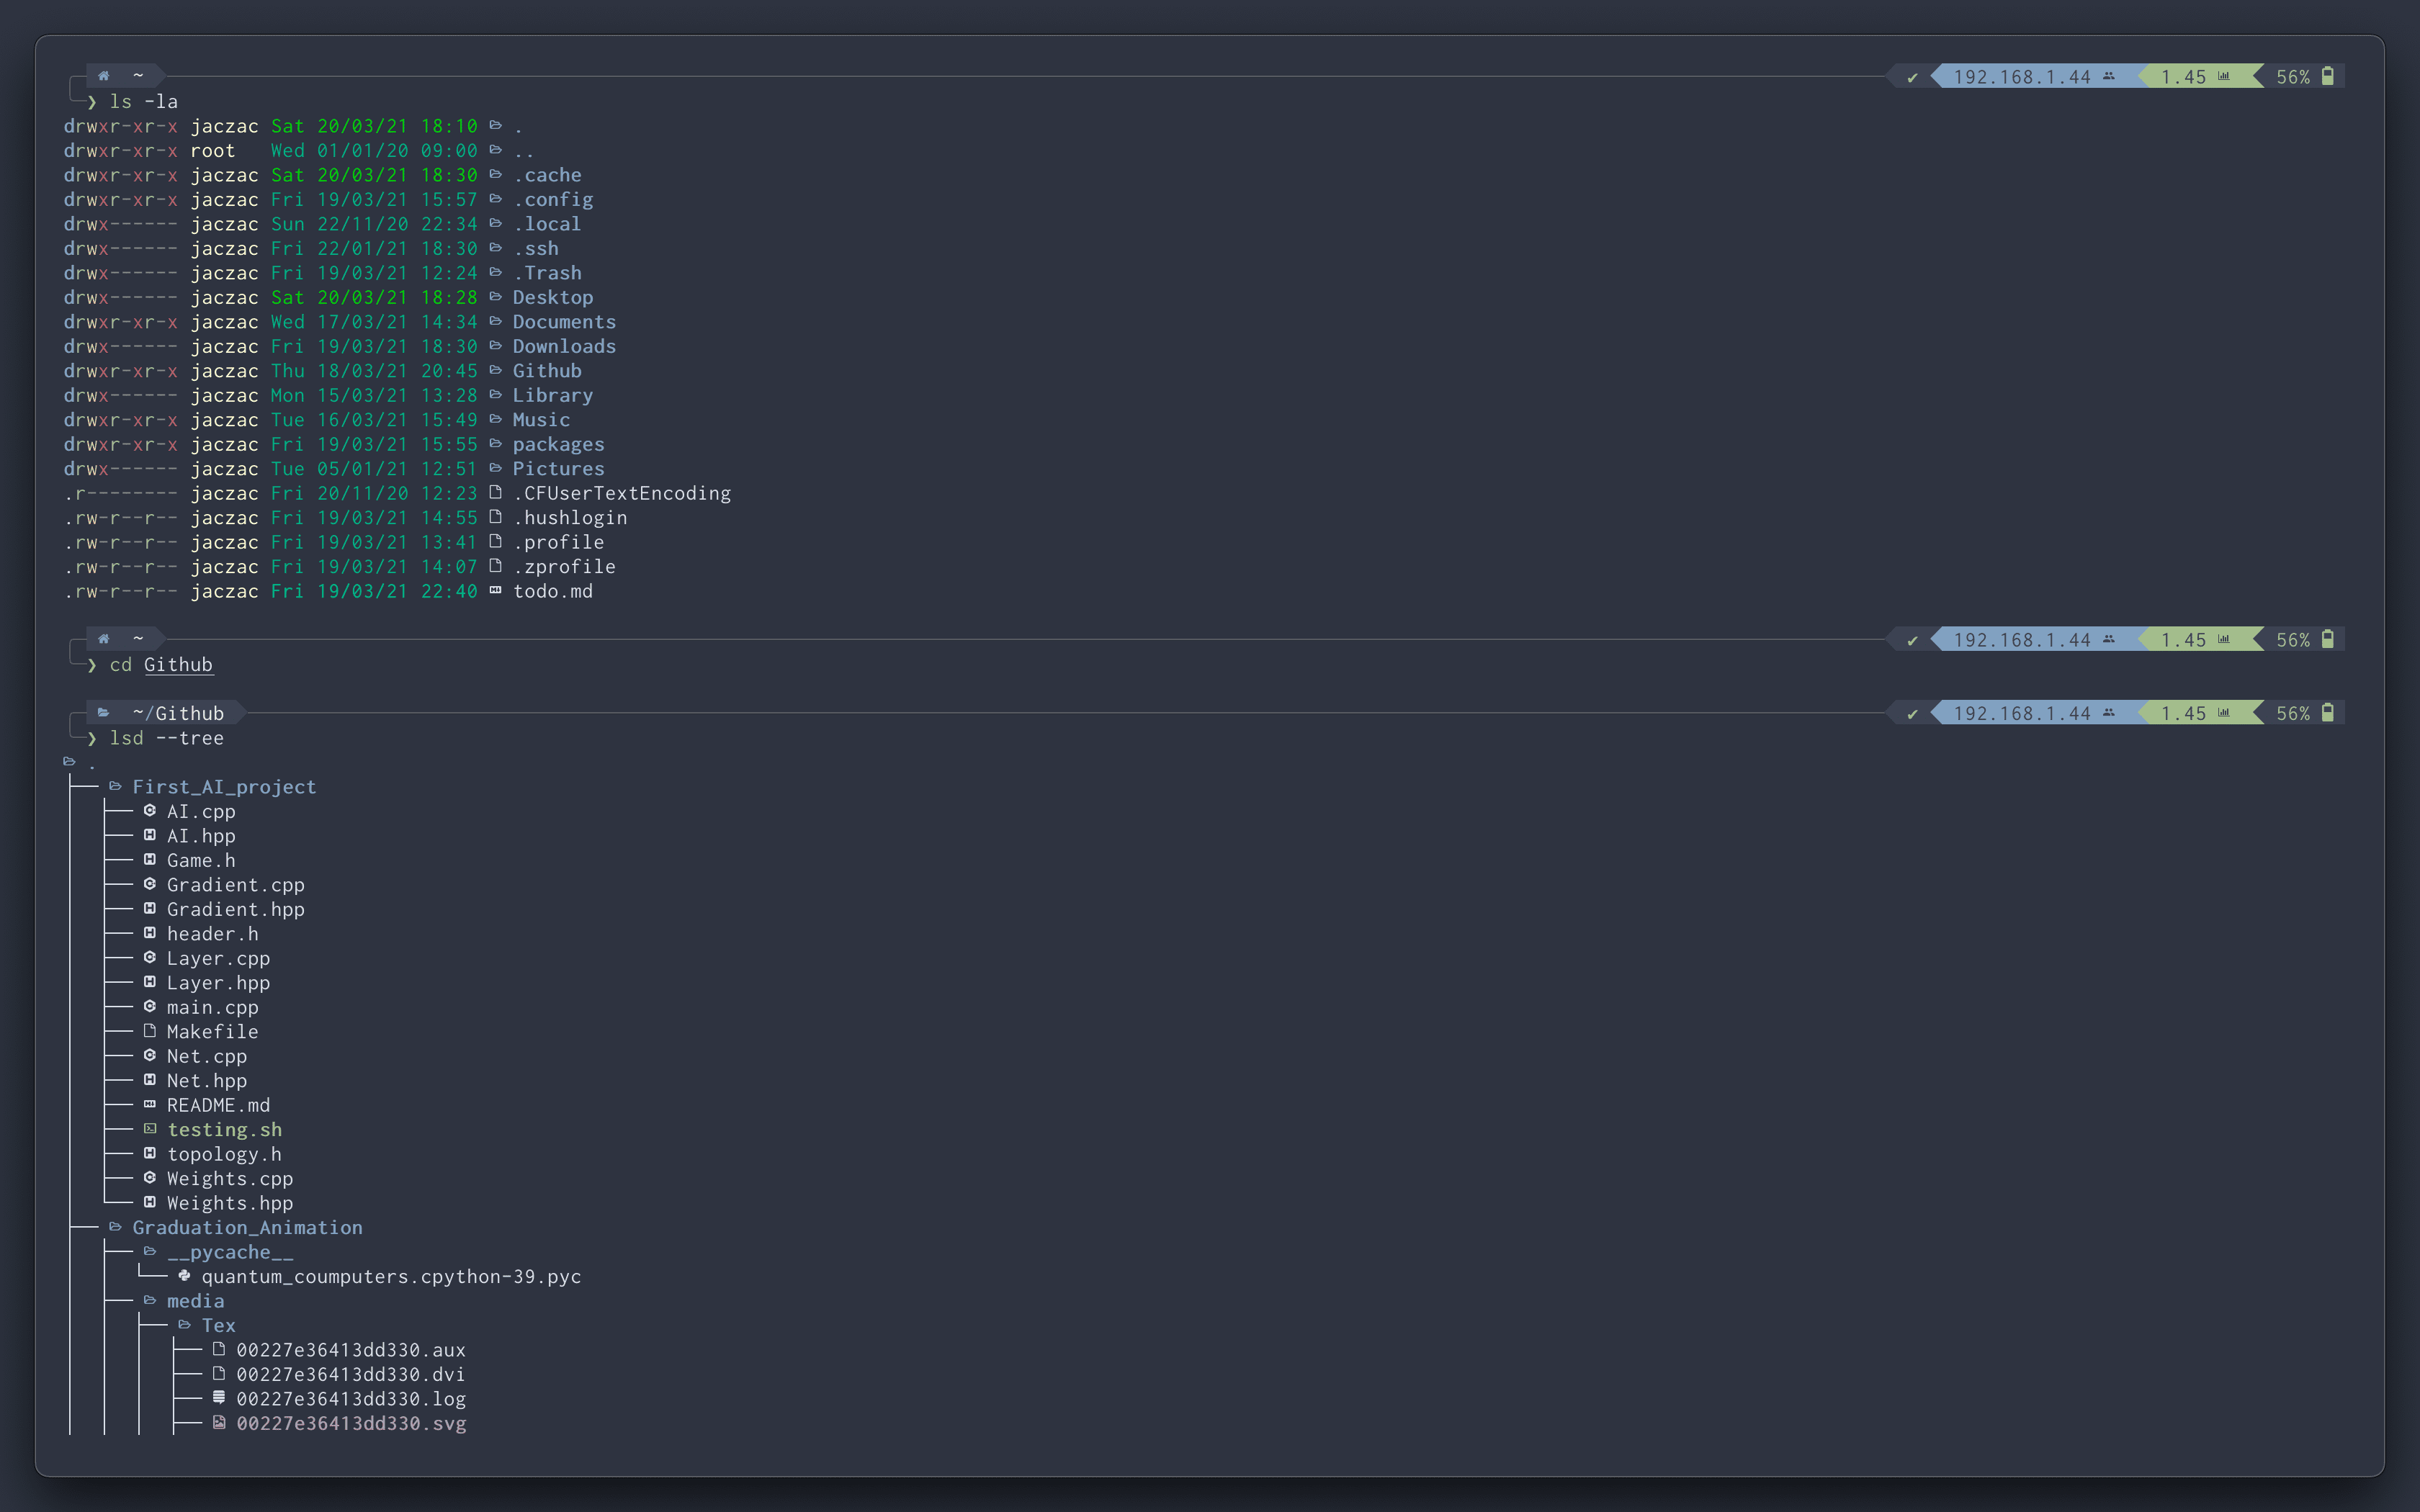 ~ ✔ 192.168.1.44 1.45 56%
❯ ls -la
drwxr-xr-x jaczac Sat 20/03/21 18:10 .
drwxr-xr-x root Wed 01/01/20 09:00 ..
drwxr-xr-x jaczac Sat 20/03/21 18:30 .cache
drwxr-xr-x jaczac Fri 19/03/21 15:57 .config
drwx------ jaczac Sun 22/11/20 22:34 .local
drwx------ jaczac Fri 22/01/21 18:30 .ssh
drwx------ jaczac Fri 19/03/21 12:24 .Trash
drwx------ jaczac Sat 20/03/21 18:28 Desktop
drwxr-xr-x jaczac Wed 17/03/21 14:34 Documents
drwx------ jaczac Fri 19/03/21 18:30 Downloads
drwxr-xr-x jaczac Thu 18/03/21 20:45 Github
drwx------ jaczac Mon 15/03/21 13:28 Library
drwxr-xr-x jaczac Tue 16/03/21 15:49 Music
drwxr-xr-x jaczac Fri 19/03/21 15:55 packages
drwx------ jaczac Tue 05/01/21 12:51 Pictures
.r-------- jaczac Fri 20/11/20 12:23 .CFUserTextEncoding
.rw-r--r-- jaczac Fri 19/03/21 14:55 .hushlogin
.rw-r--r-- jaczac Fri 19/03/21 13:41 .profile
.rw-r--r-- jaczac Fri 19/03/21 14:07 .zprofile
.rw-r--r-- jaczac Fri 19/03/21 22:40 todo.md
~ ✔ 192.168.1.44 1.45 56%
❯ cd Github
~/Github ✔ 192.168.1.44 1.45 56%
❯ lsd --tree
.
├── First_AI_project
│ ├── AI.cpp
│ ├── AI.hpp
│ ├── Game.h
│ ├── Gradient.cpp
│ ├── Gradient.hpp
│ ├── header.h
│ ├── Layer.cpp
│ ├── Layer.hpp
│ ├── main.cpp
│ ├── Makefile
│ ├── Net.cpp
│ ├── Net.hpp
│ ├── README.md
│ ├── testing.sh
│ ├── topology.h
│ ├── Weights.cpp
│ └── Weights.hpp
├── Graduation_Animation
│ ├── __pycache__
│ │ └── quantum_coumputers.cpython-39.pyc
│ ├── media
│ │ ├── Tex
│ │ │ ├── 00227e36413dd330.aux
│ │ │ ├── 00227e36413dd330.dvi
│ │ │ ├── 00227e36413dd330.log
│ │ │ ├── 00227e36413dd330.svg